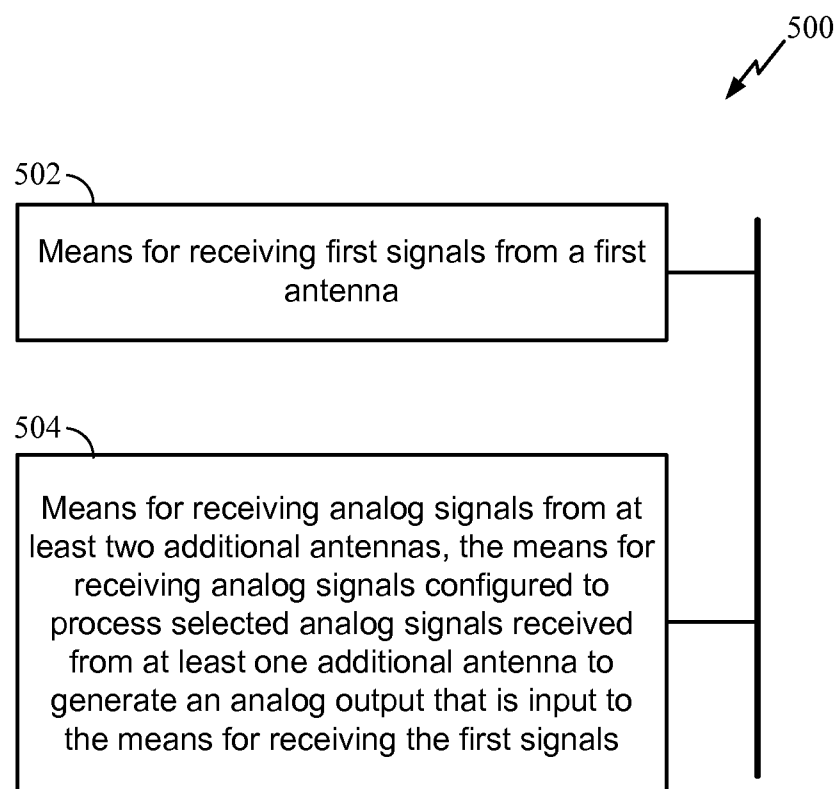 500
502
Means for receiving first signals from a first
antenna
504
Means for receiving analog signals from at
least two additional antennas, the means for
receiving analog signals configured to
process selected analog signals received
from at least one additional antenna to
generate an analog output that is input to
the means for receiving the first signals